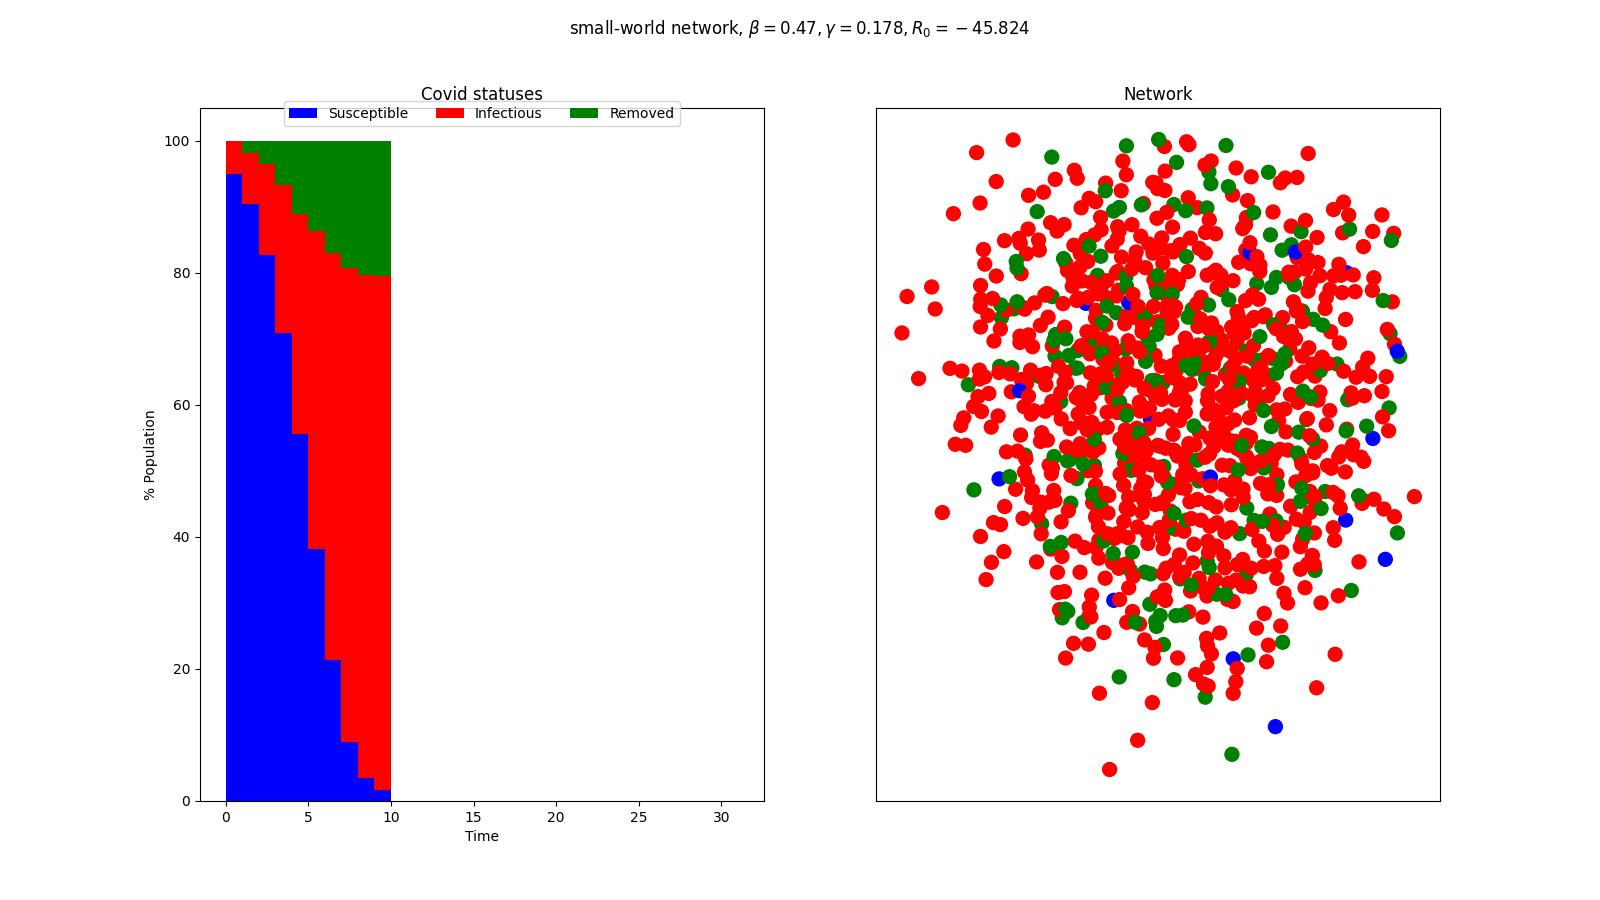 small-world network, β = 0.47, γ = 0.178, R₀ = − 45.824
Covid statuses
Network
Susceptible Infectious Removed
100
80
60
40
20
0
% Population
0 5 10 15 20 25 30
Time